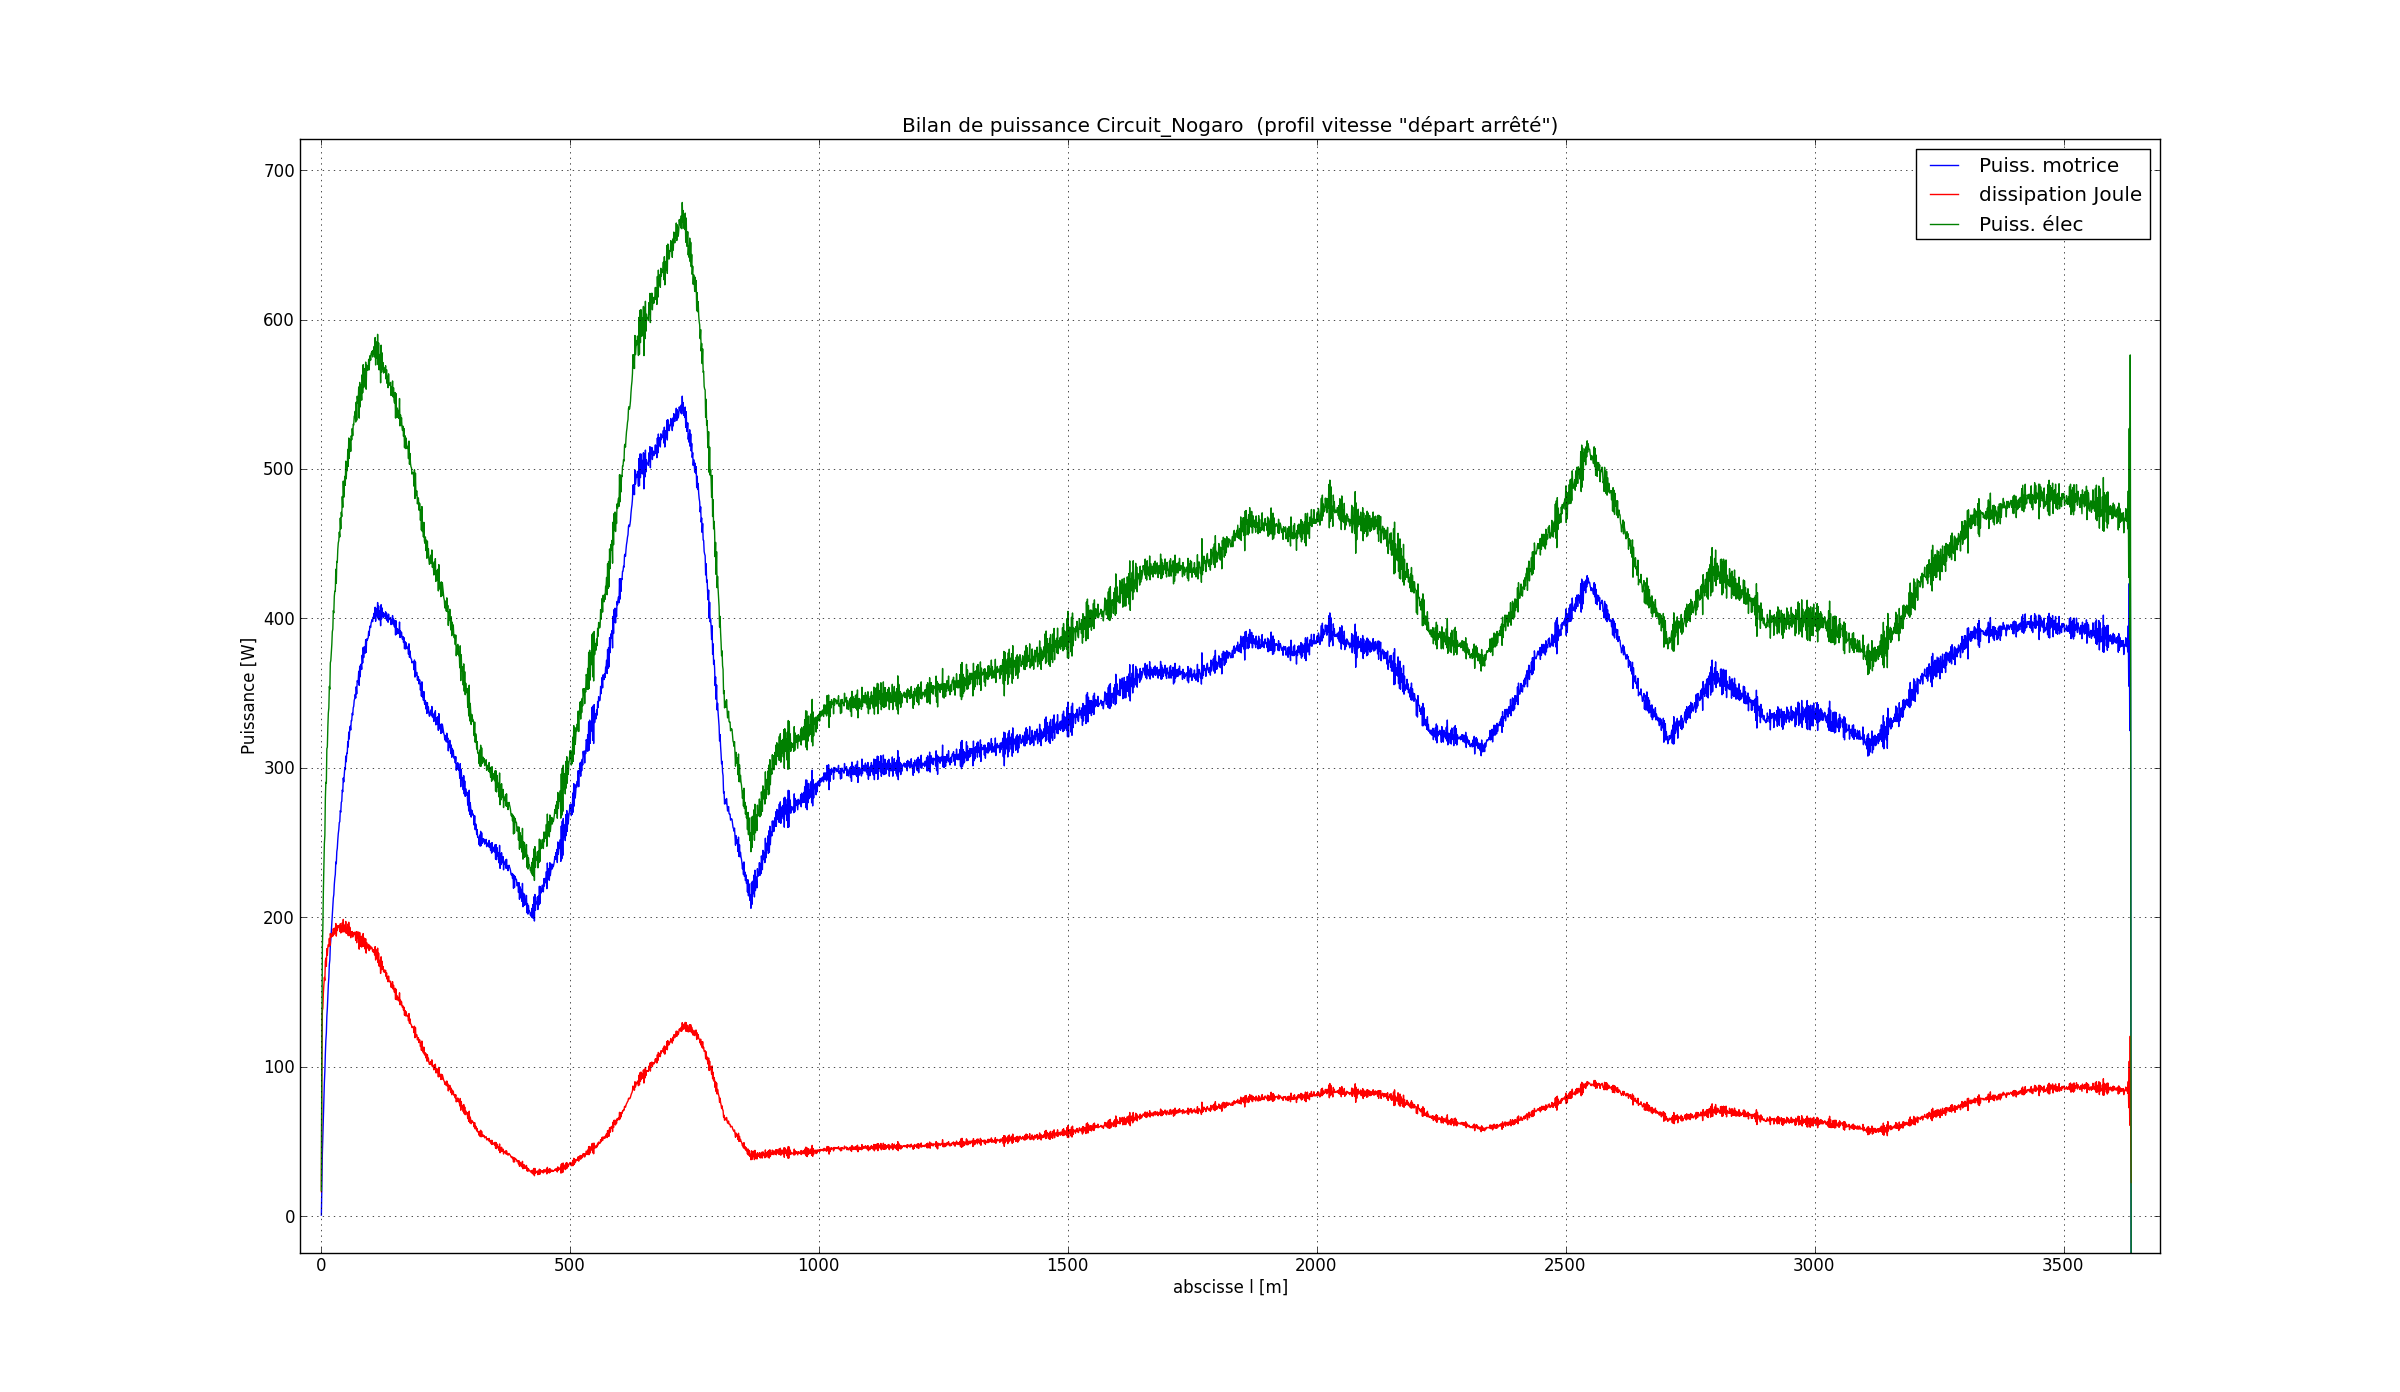 Bilan de puissance Circuit_Nogaro  (profil vitesse "départ arrêté")
Puiss. motrice
dissipation Joule
Puiss. élec
Puissance [W]
700
600
500
400
300
200
100
0
0 500 1000 1500 2000 2500 3000 3500
abscisse l [m]